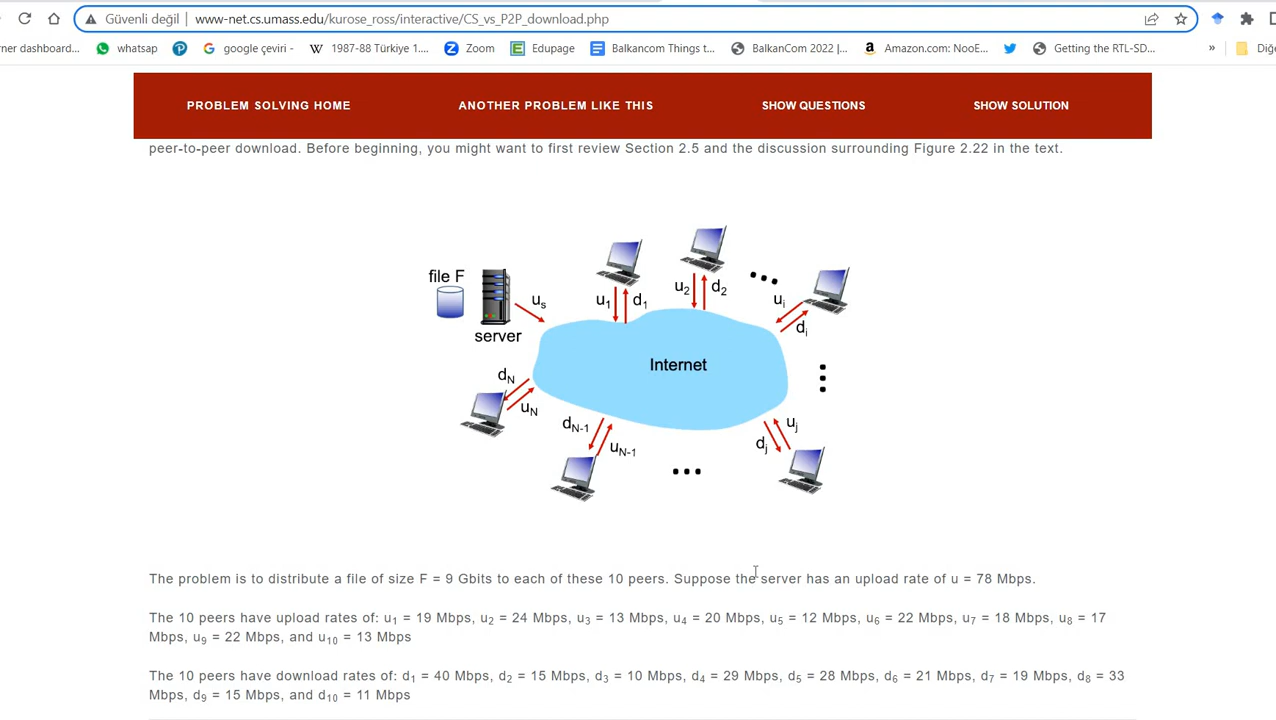 Güvenli değil | www-net.cs.umass.edu/kurose_ross/interactive/CS_vs_P2P_download.php
rner dashboard... whatsap google çeviri - 1987-88 Türkiye 1.... Zoom Edupage Balkancom Things t... BalkanCom 2022 |... Amazon.com: NooE... Getting the RTL-SD... » Diğe
PROBLEM SOLVING HOME ANOTHER PROBLEM LIKE THIS SHOW QUESTIONS SHOW SOLUTION
peer-to-peer download. Before beginning, you might want to first review Section 2.5 and the discussion surrounding Figure 2.22 in the text.
file F
us
server
u1 d1
u2 d2
ui
di
Internet
dN
uN
dN-1
uN-1
uj
dj
The problem is to distribute a file of size F = 9 Gbits to each of these 10 peers. Suppose the server has an upload rate of u = 78 Mbps.
The 10 peers have upload rates of: u1 = 19 Mbps, u2 = 24 Mbps, u3 = 13 Mbps, u4 = 20 Mbps, u5 = 12 Mbps, u6 = 22 Mbps, u7 = 18 Mbps, u8 = 17
Mbps, u9 = 22 Mbps, and u10 = 13 Mbps
The 10 peers have download rates of: d1 = 40 Mbps, d2 = 15 Mbps, d3 = 10 Mbps, d4 = 29 Mbps, d5 = 28 Mbps, d6 = 21 Mbps, d7 = 19 Mbps, d8 = 33
Mbps, d9 = 15 Mbps, and d10 = 11 Mbps